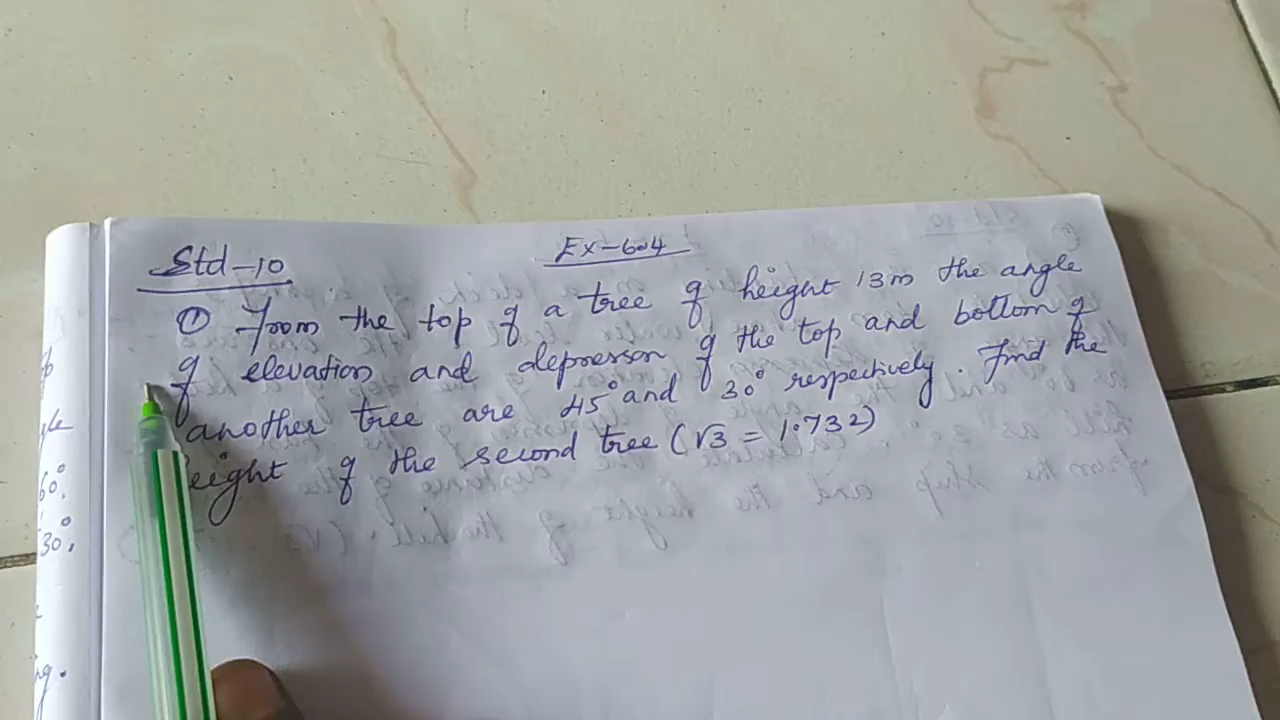 Std-10
Ex-6.4
① From the top of a tree of height 13m the angle
of elevation and depression of the top and bottom of
another tree are 45° and 30° respectively. Find the
height of the second tree (√3 = 1.732)
60°.
30°.